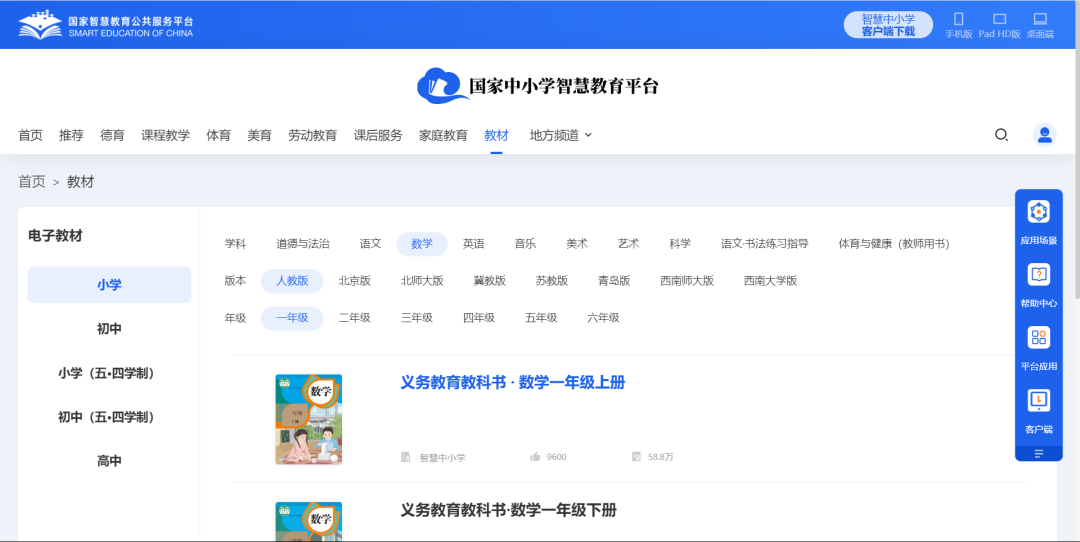 国家智慧教育公共服务平台
SMART EDUCATION OF CHINA
智慧中小学
客户端下载
手机版 Pad HD版 桌面端
国家中小学智慧教育平台
首页 推荐 德育 课程教学 体育 美育 劳动教育 课后服务 家庭教育 教材 地方频道
首页 > 教材
电子教材
小学
初中
小学（五•四学制）
初中（五•四学制）
高中
学科 道德与法治 语文 数学 英语 音乐 美术 艺术 科学 语文·书法练习指导 体育与健康（教师用书）
版本 人教版 北京版 北师大版 冀教版 苏教版 青岛版 西南师大版 西南大学版
年级 一年级 二年级 三年级 四年级 五年级 六年级
数学
一年级
上册
义务教育教科书·数学一年级上册
智慧中小学 9600 58.8万
数学
义务教育教科书·数学一年级下册
应用场景
帮助中心
平台应用
客户端